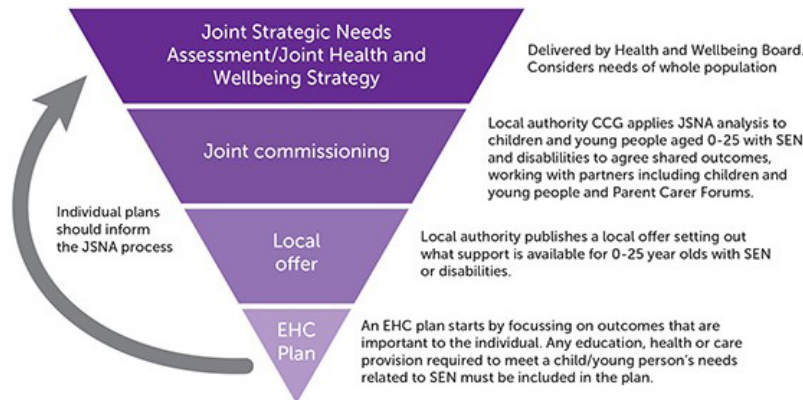 Joint Strategic Needs
Assessment/Joint Health and
Wellbeing Strategy
Delivered by Health and Wellbeing Board.
Considers needs of whole population
Joint commissioning
Local authority CCG applies JSNA analysis to
children and young people aged 0-25 with SEN
and disablilities to agree shared outcomes,
working with partners including children and
young people and Parent Carer Forums.
Individual plans
should inform
the JSNA process
Local
offer
Local authority publishes a local offer setting out
what support is available for 0-25 year olds with SEN
or disabilities.
EHC
Plan
An EHC plan starts by focussing on outcomes that are
important to the individual. Any education, health or care
provision required to meet a child/young person's needs
related to SEN must be included in the plan.